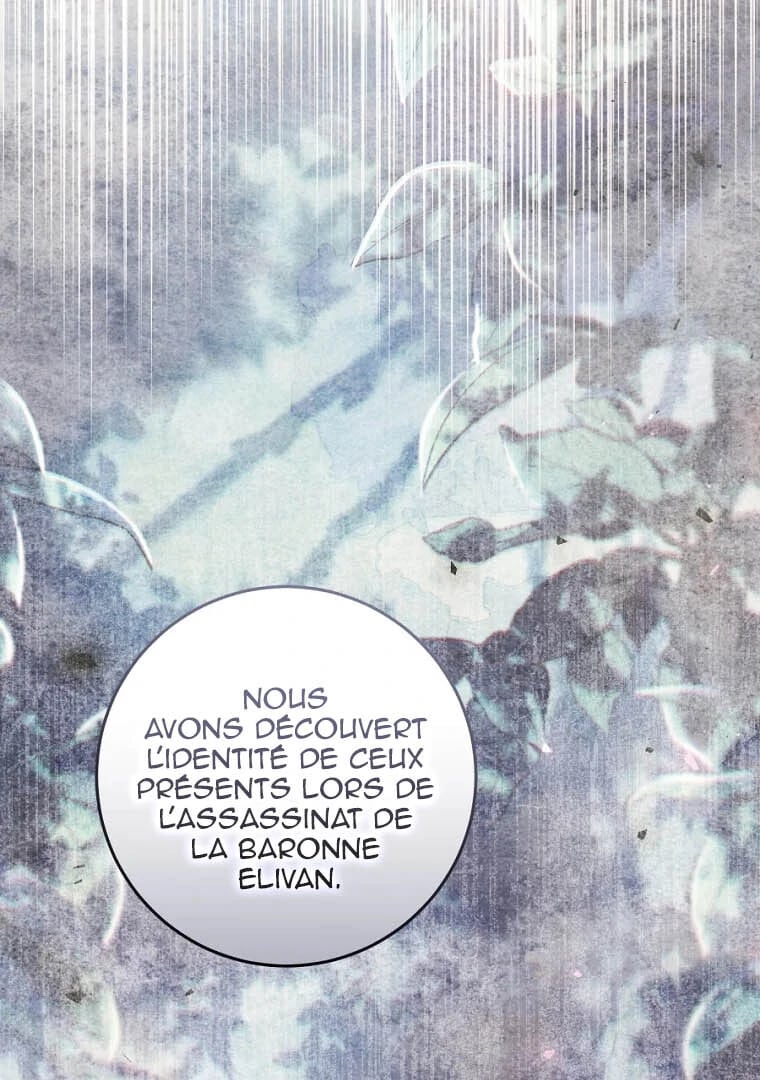 NOUS
AVONS DÉCOUVERT
L'IDENTITÉ DE CEUX
PRÉSENTS LORS DE
L'ASSASSINAT DE
LA BARONNE
ELIVAN.